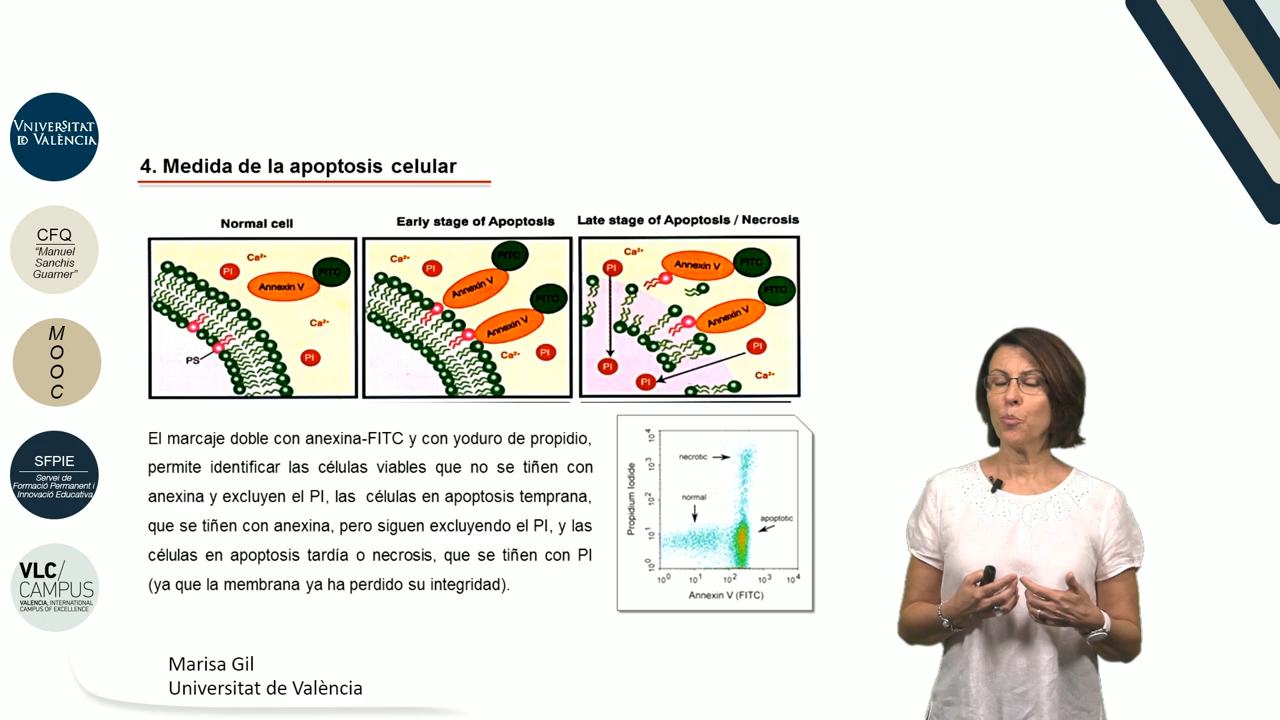 VNIVERSITAT
ID VALÈNCIA
CFQ
"Manuel
Sanchis
Guarner"
M
O
O
C
SFPIE
Servei de
Formació Permanent i
Innovació Educativa
VLC/
CAMPUS
VALENCIA, INTERNATIONAL
CAMPUS OF EXCELLENCE
4. Medida de la apoptosis celular
Normal cell
Ca²⁺
PI
Annexin V
FITC
Ca²⁺
PI
PS
Early stage of Apoptosis
Ca²⁺
PI
Annexin V
FITC
Annexin V
FITC
Ca²⁺
PI
Late stage of Apoptosis / Necrosis
Ca²⁺
PI
Annexin V
FITC
Annexin V
FITC
PI
PI
PI
Ca²⁺
El marcaje doble con anexina-FITC y con yoduro de propidio,
permite identificar las células viables que no se tiñen con
anexina y excluyen el PI, las células en apoptosis temprana,
que se tiñen con anexina, pero siguen excluyendo el PI, y las
células en apoptosis tardía o necrosis, que se tiñen con PI
(ya que la membrana ya ha perdido su integridad).
Propidium Iodide
10⁴
10³
10²
10¹
10⁰
necrotic
normal
apoptotic
10⁰ 10¹ 10² 10³ 10⁴
Annexin V (FITC)
Marisa Gil
Universitat de València